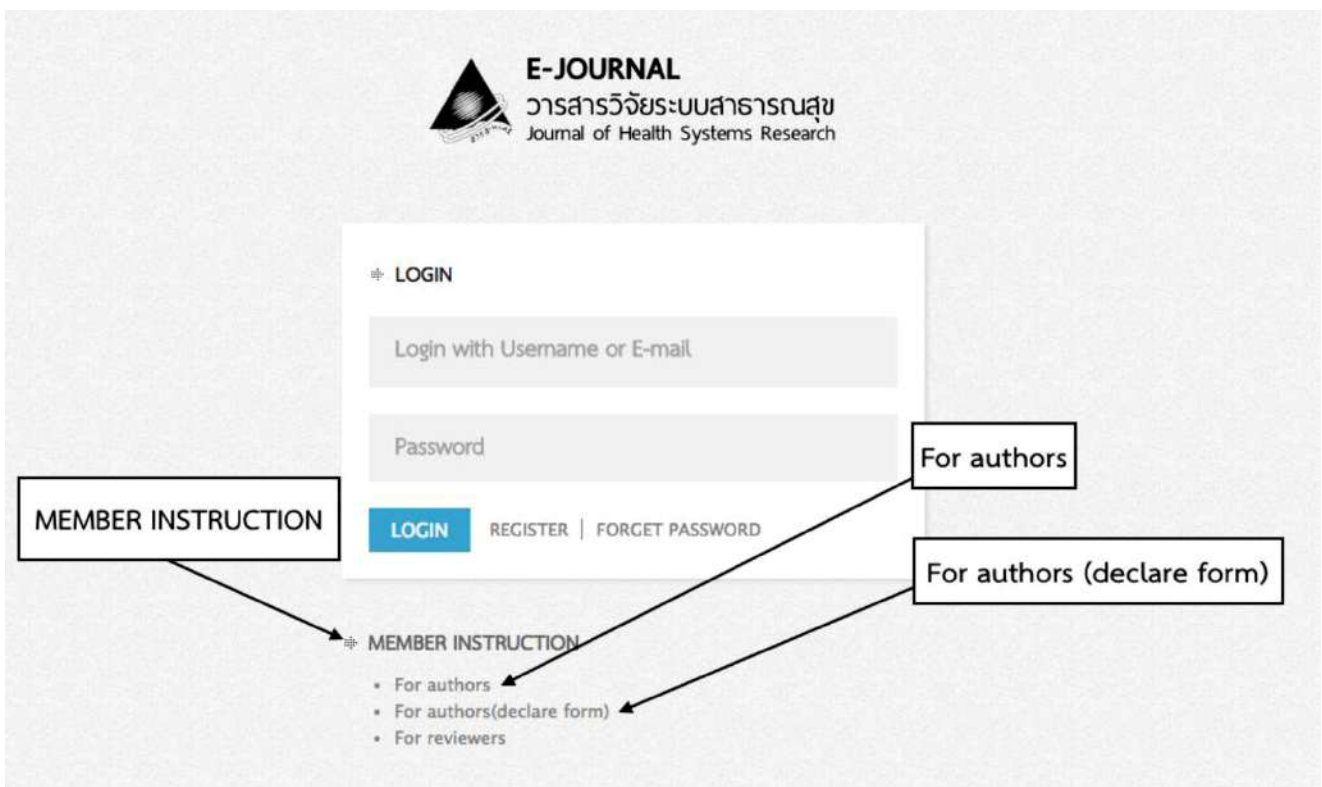 E-JOURNAL
วารสารวิจัยระบบสาธารณสุข
Journal of Health Systems Research
LOGIN
Login with Username or E-mail
Password
For authors
MEMBER INSTRUCTION
LOGIN REGISTER | FORGET PASSWORD
For authors (declare form)
MEMBER INSTRUCTION
• For authors
• For authors(declare form)
• For reviewers